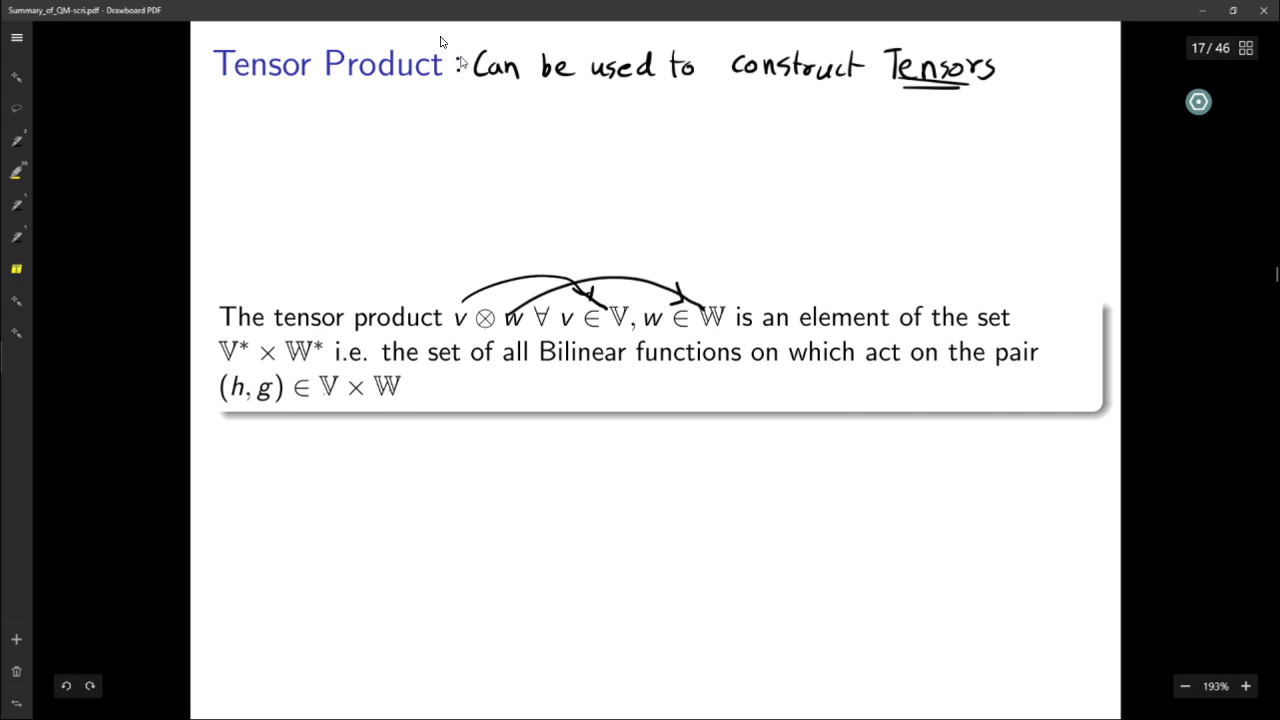 Summary_of_QM-scri.pdf - Drawboard PDF
17 / 46
Tensor Product : Can be used to construct Tensors
The tensor product v ⊗ w ∀ v ∈ 𝕍, w ∈ 𝕎 is an element of the set
𝕍* × 𝕎* i.e. the set of all Bilinear functions on which act on the pair
(h, g) ∈ 𝕍 × 𝕎
193%